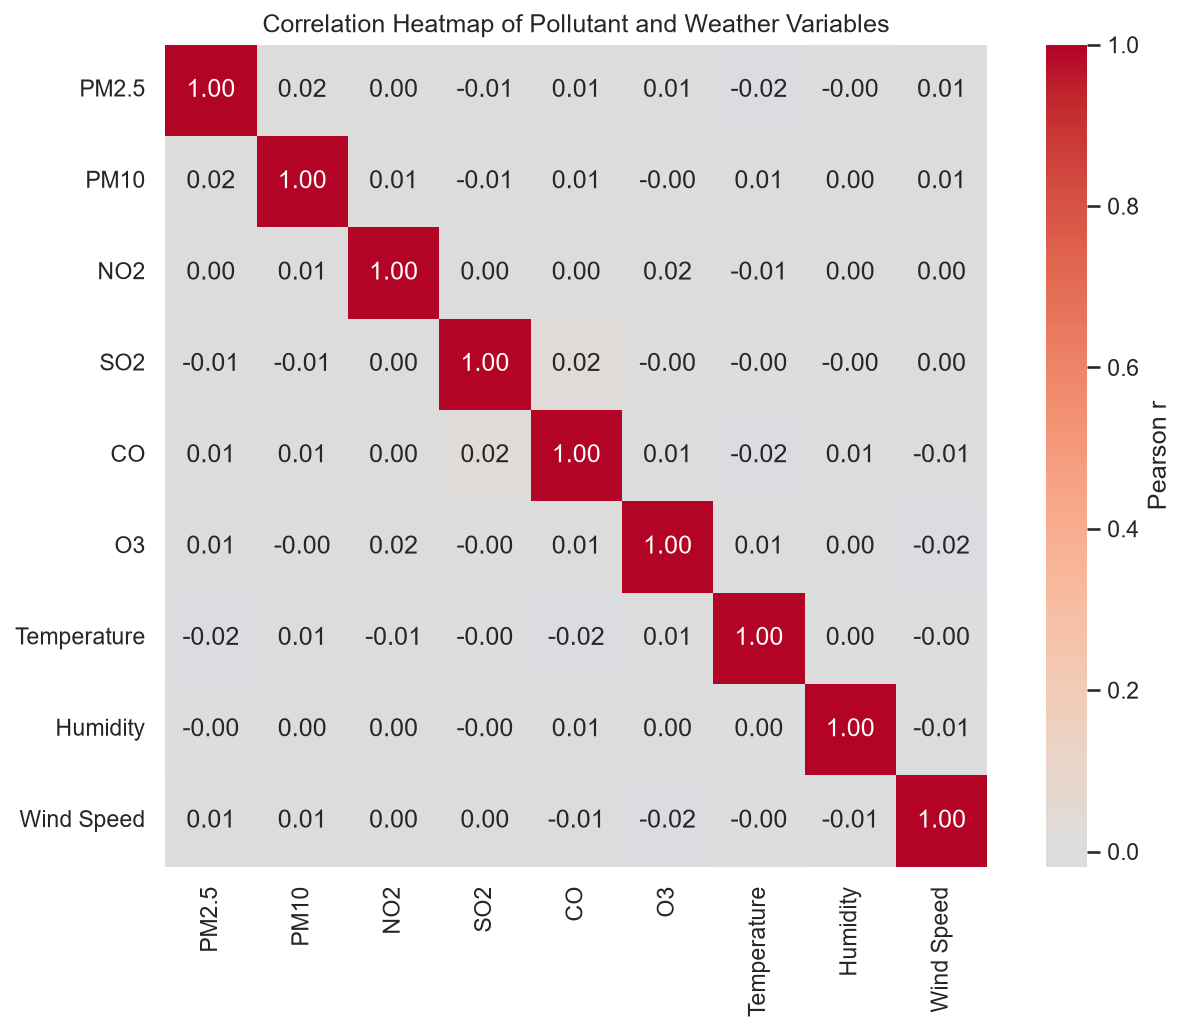 Correlation Heatmap of Pollutant and Weather Variables
PM2.5 1.00 0.02 0.00 -0.01 0.01 0.01 -0.02 -0.00 0.01
PM10 0.02 1.00 0.01 -0.01 0.01 -0.00 0.01 0.00 0.01
NO2 0.00 0.01 1.00 0.00 0.00 0.02 -0.01 0.00 0.00
SO2 -0.01 -0.01 0.00 1.00 0.02 -0.00 -0.00 -0.00 0.00
CO 0.01 0.01 0.00 0.02 1.00 0.01 -0.02 0.01 -0.01
O3 0.01 -0.00 0.02 -0.00 0.01 1.00 0.01 0.00 -0.02
Temperature -0.02 0.01 -0.01 -0.00 -0.02 0.01 1.00 0.00 -0.00
Humidity -0.00 0.00 0.00 -0.00 0.01 0.00 0.00 1.00 -0.01
Wind Speed 0.01 0.01 0.00 0.00 -0.01 -0.02 -0.00 -0.01 1.00
PM2.5 PM10 NO2 SO2 CO O3 Temperature Humidity Wind Speed
1.0
0.8
0.6
0.4
0.2
0.0
Pearson r